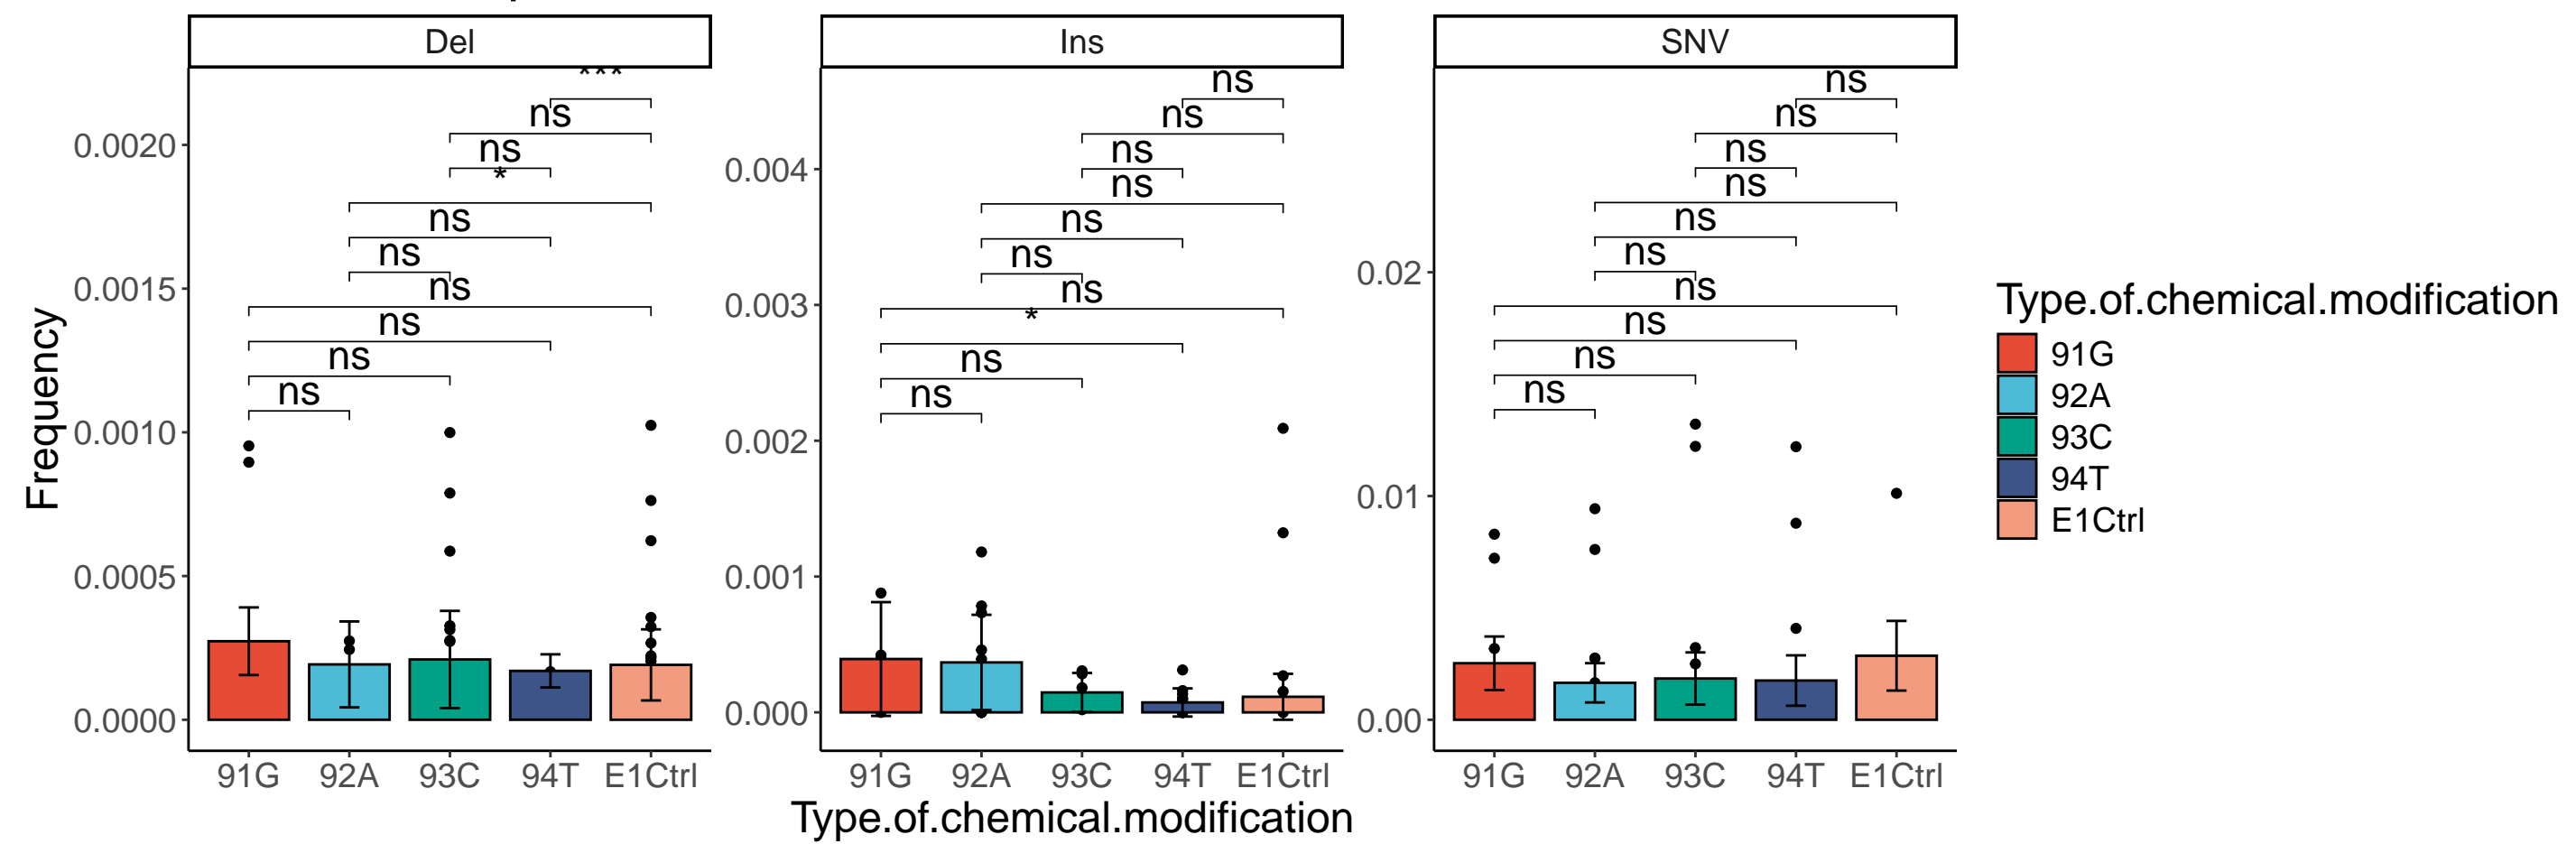 Del
Ins
SNV
***
ns
ns
*
ns
ns
ns
ns
ns
ns
ns
ns
ns
ns
ns
ns
ns
ns
*
ns
ns
ns
ns
ns
ns
ns
ns
ns
ns
ns
ns
0.0020
0.0015
0.0010
0.0005
0.0000
0.004
0.003
0.002
0.001
0.000
0.02
0.01
0.00
Frequency
91G 92A 93C 94T E1Ctrl
91G 92A 93C 94T E1Ctrl
91G 92A 93C 94T E1Ctrl
Type.of.chemical.modification
Type.of.chemical.modification
91G
92A
93C
94T
E1Ctrl